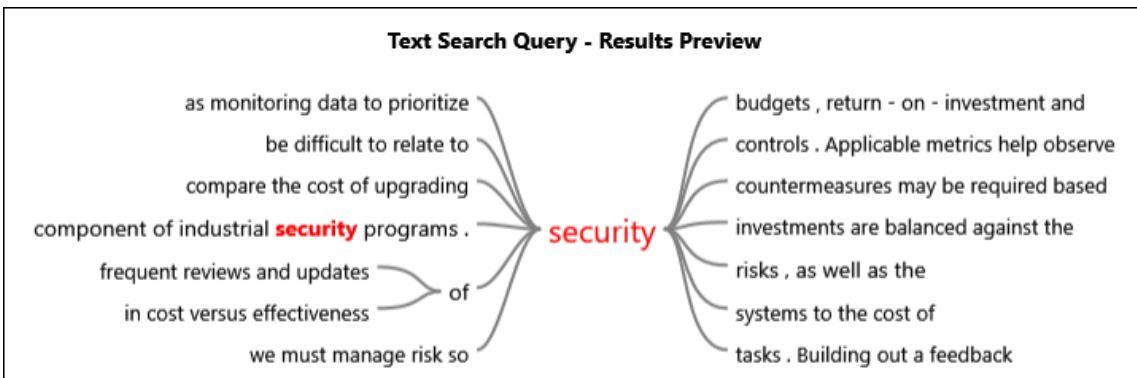 Text Search Query - Results Preview
as monitoring data to prioritize
be difficult to relate to
compare the cost of upgrading
component of industrial security programs .
frequent reviews and updates
in cost versus effectiveness
of
we must manage risk so
security
budgets , return - on - investment and
controls . Applicable metrics help observe
countermeasures may be required based
investments are balanced against the
risks , as well as the
systems to the cost of
tasks . Building out a feedback